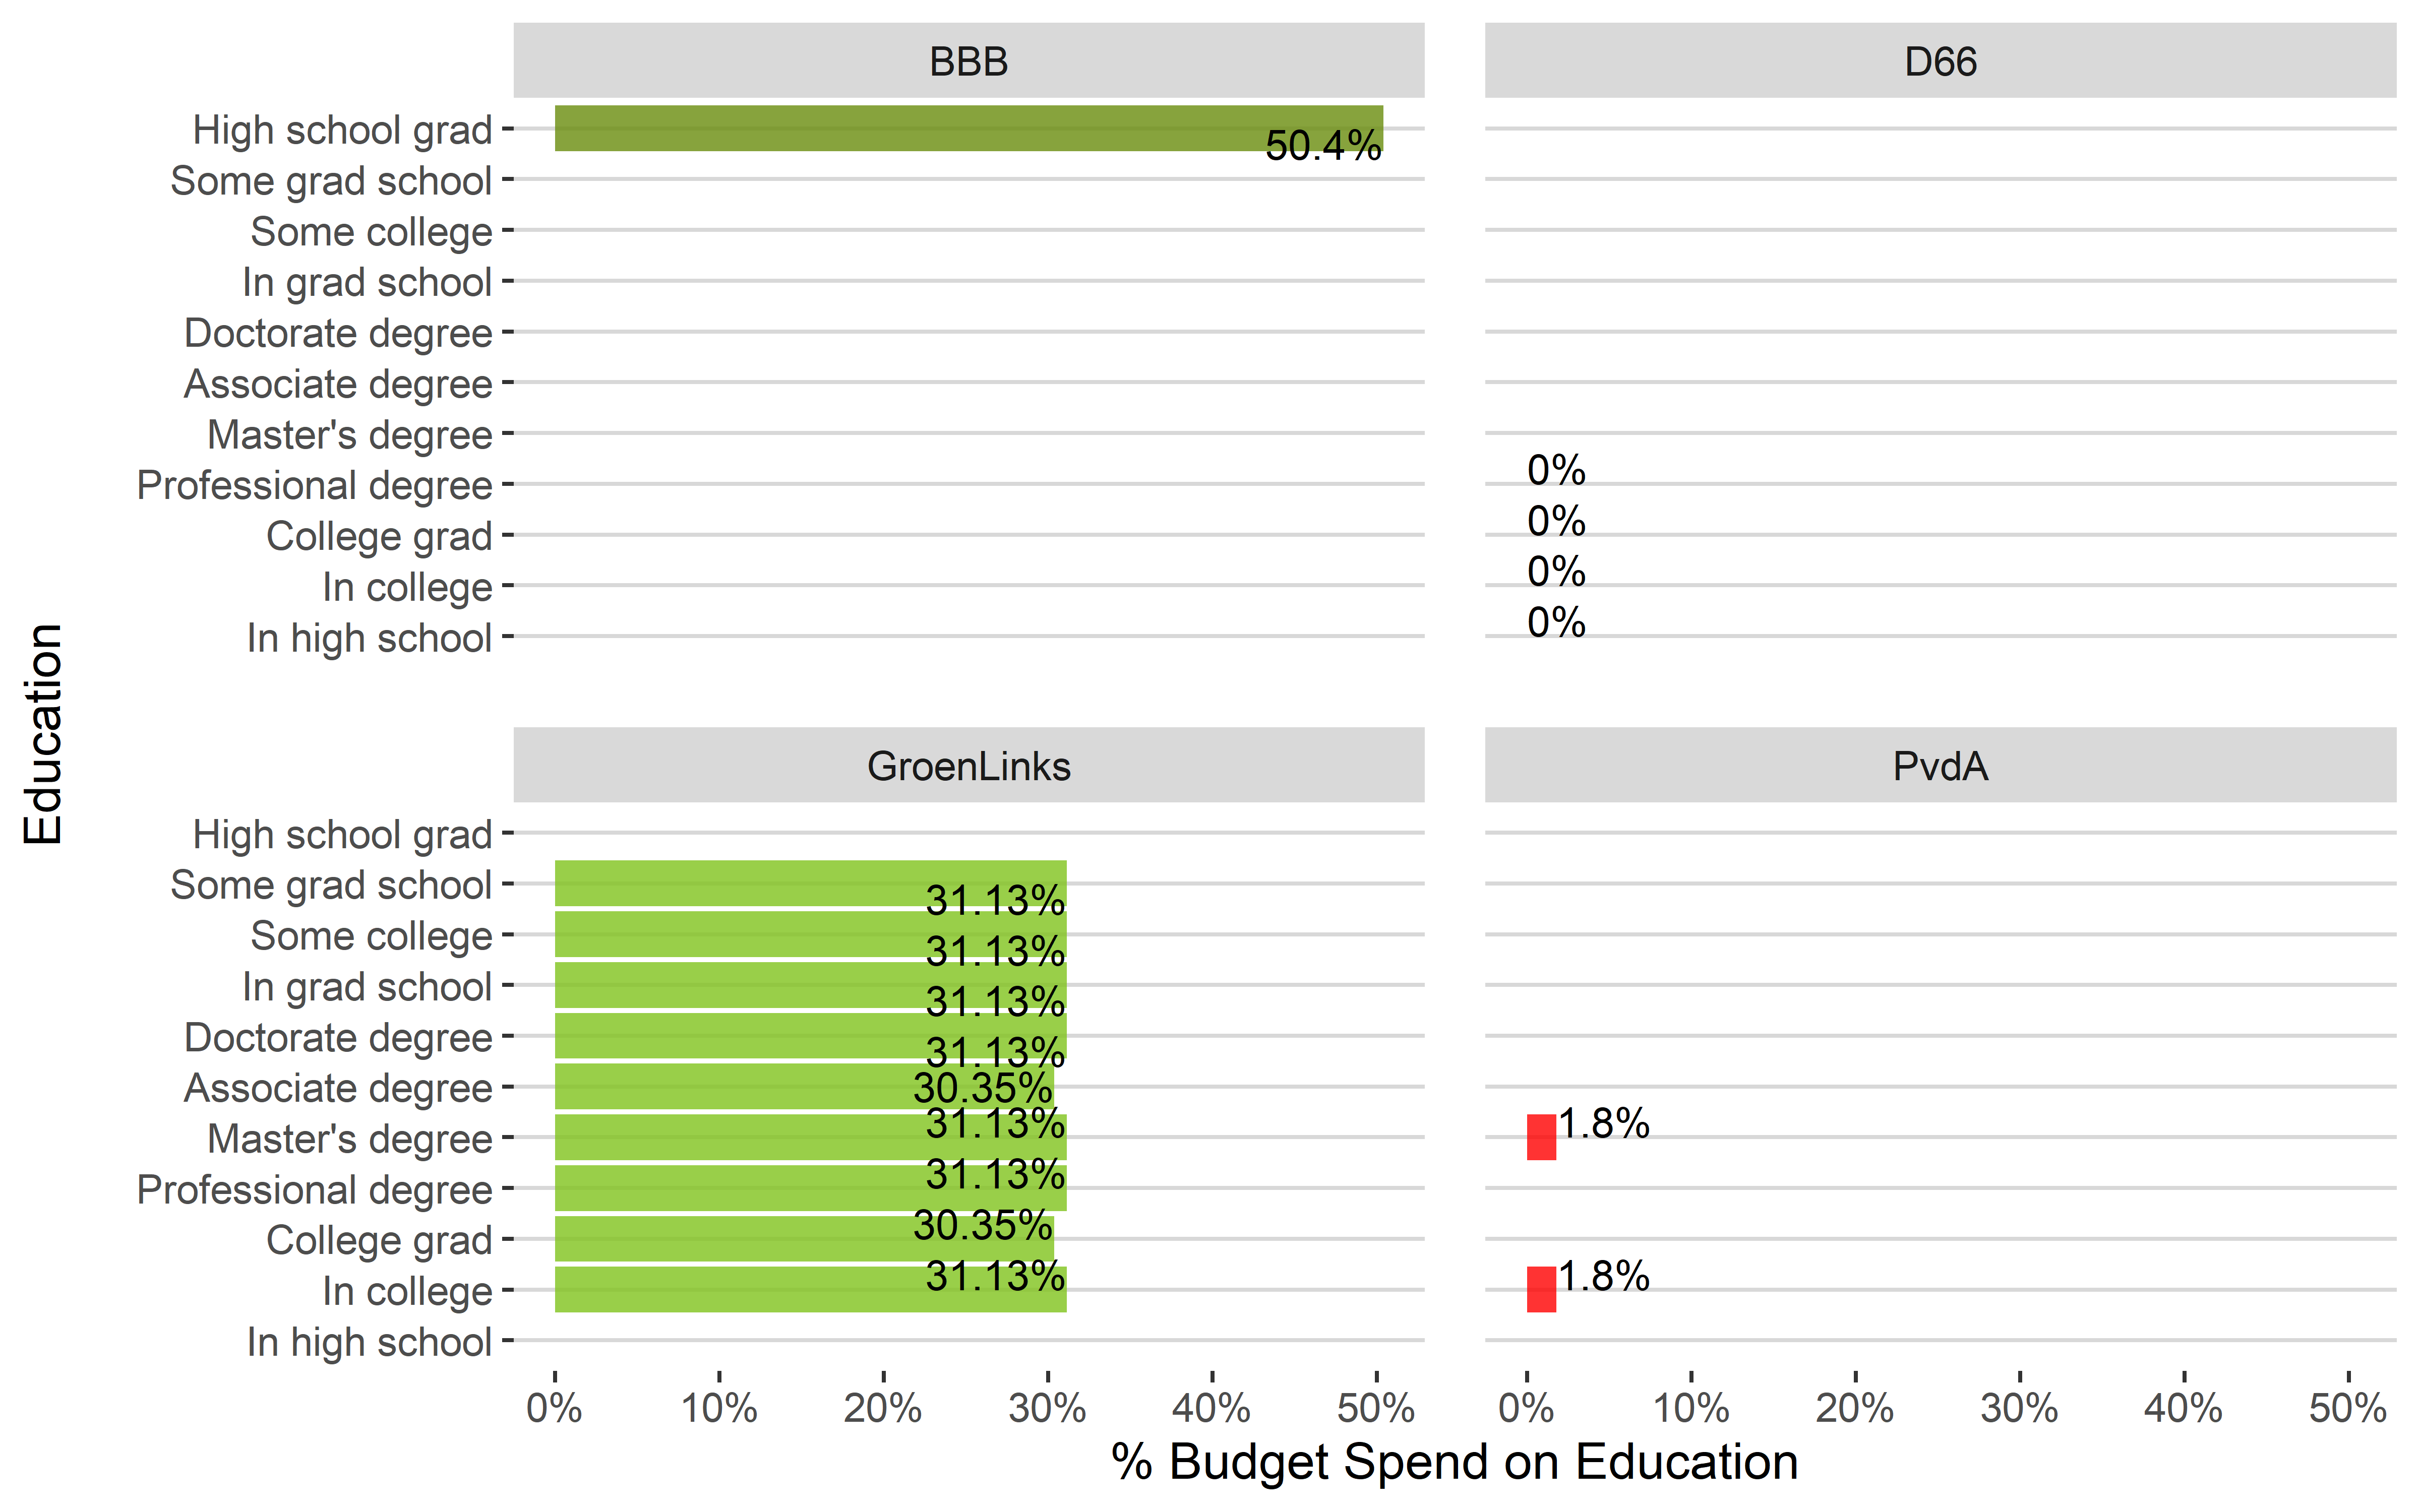 BBB
D66
High school grad
50.4%
Some grad school
Some college
In grad school
Doctorate degree
Associate degree
Master's degree
Professional degree
0%
College grad
0%
In college
0%
In high school
0%
Education
GroenLinks
PvdA
High school grad
Some grad school
31.13%
Some college
31.13%
In grad school
31.13%
Doctorate degree
31.13%
Associate degree
30.35%
Master's degree
31.13%
1.8%
Professional degree
31.13%
College grad
30.35%
In college
31.13%
1.8%
In high school
0% 10% 20% 30% 40% 50%
0% 10% 20% 30% 40% 50%
% Budget Spend on Education